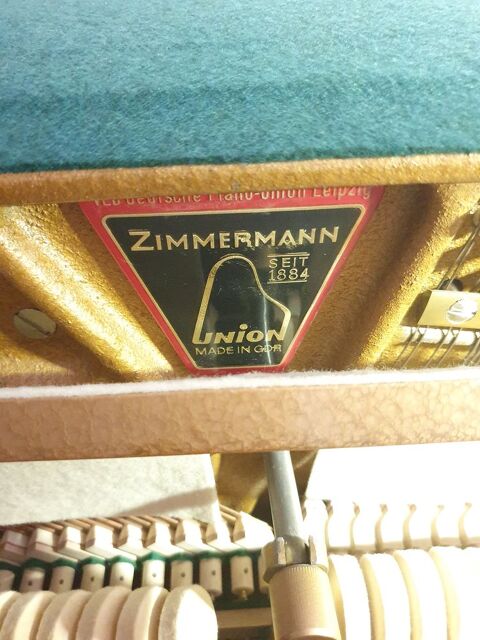 VEB Deutsche Piano-Union Leipzig
ZIMMERMANN
SEIT
1884
UNION
MADE IN GDR